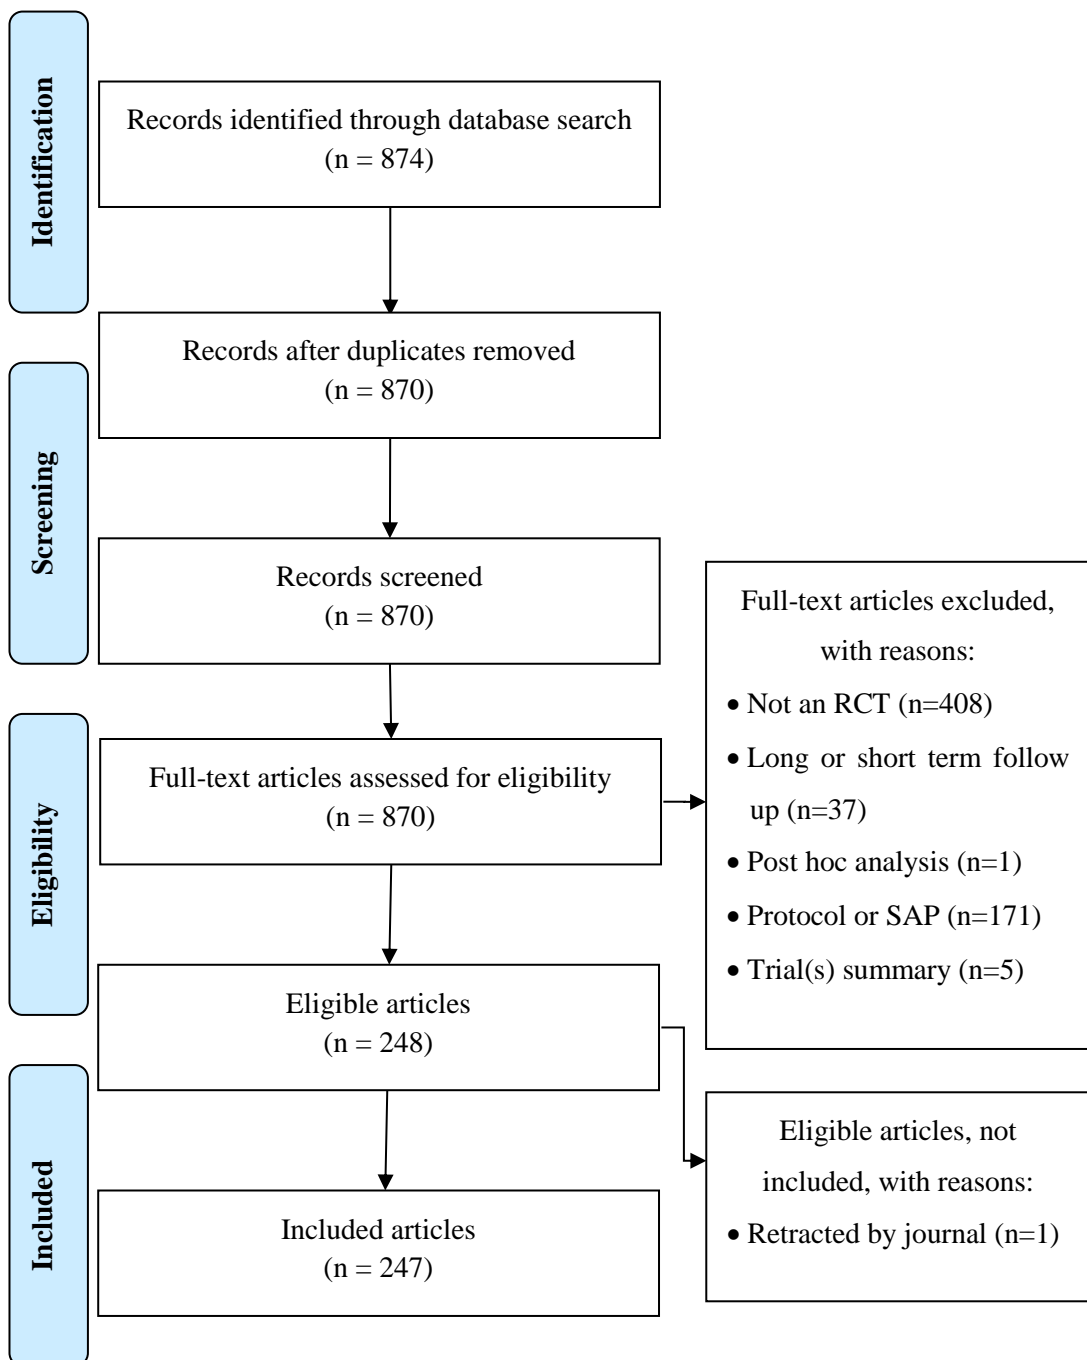 Identification
Records identified through database search
(n = 874)
Records after duplicates removed
(n = 870)
Screening
Records screened
(n = 870)
Full-text articles assessed for eligibility
(n = 870)
Full-text articles excluded,
with reasons:
• Not an RCT (n=408)
• Long or short term follow
up (n=37)
• Post hoc analysis (n=1)
• Protocol or SAP (n=171)
• Trial(s) summary (n=5)
Eligibility
Eligible articles
(n = 248)
Eligible articles, not
included, with reasons:
• Retracted by journal (n=1)
Included
Included articles
(n = 247)